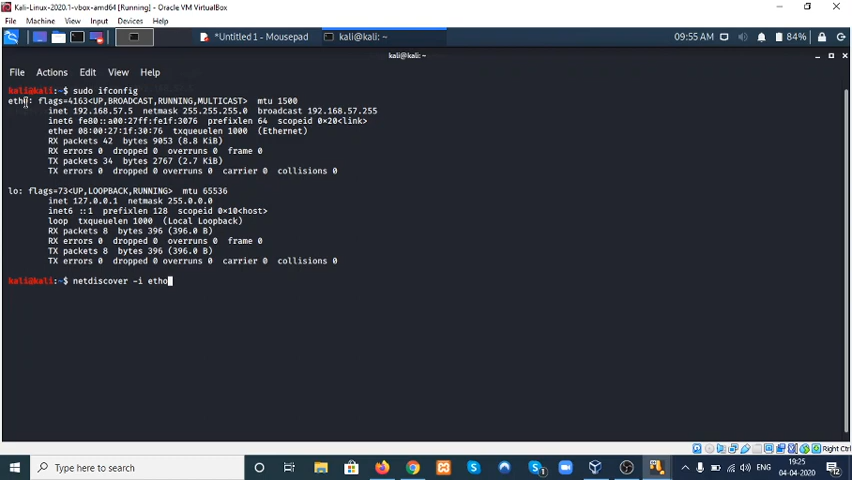 Kali-Linux-2020.1-vbox-amd64 [Running] - Oracle VM VirtualBox
File Machine View Input Devices Help
*Untitled 1 - Mousepad
kali@kali: ~
09:55 AM
84%
kali@kali: ~
File Actions Edit View Help
kali@kali:~$ sudo ifconfig
eth0: flags=4163<UP,BROADCAST,RUNNING,MULTICAST> mtu 1500
inet 192.168.57.5 netmask 255.255.255.0 broadcast 192.168.57.255
inet6 fe80::a00:27ff:fe1f:3076 prefixlen 64 scopeid 0×20<link>
ether 08:00:27:1f:30:76 txqueuelen 1000 (Ethernet)
RX packets 42 bytes 9053 (8.8 KiB)
RX errors 0 dropped 0 overruns 0 frame 0
TX packets 34 bytes 2767 (2.7 KiB)
TX errors 0 dropped 0 overruns 0 carrier 0 collisions 0
lo: flags=73<UP,LOOPBACK,RUNNING> mtu 65536
inet 127.0.0.1 netmask 255.0.0.0
inet6 ::1 prefixlen 128 scopeid 0×10<host>
loop txqueuelen 1000 (Local Loopback)
RX packets 8 bytes 396 (396.0 B)
RX errors 0 dropped 0 overruns 0 frame 0
TX packets 8 bytes 396 (396.0 B)
TX errors 0 dropped 0 overruns 0 carrier 0 collisions 0
kali@kali:~$ netdiscover -i etho
Right Ctrl
Type here to search
ENG
19:25
04-04-2020
12